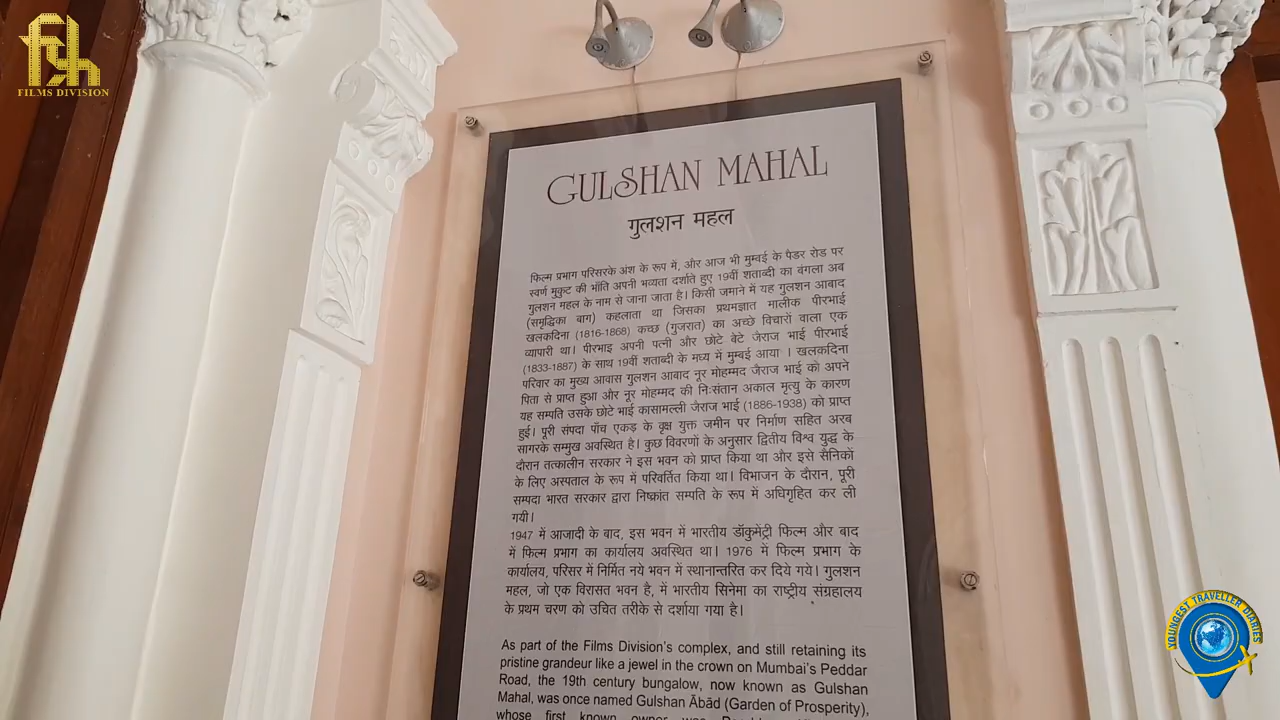 FILMS DIVISION
GULSHAN MAHAL
गुलशन महल
फिल्म प्रभाग परिसरके अंश के रूप में, और आज भी मुम्बई के पैडर रोड पर
स्वर्ण मुकुट की भाँति अपनी भव्यता दर्शाते हुए 19वीं शताब्दी का बंगला अब
गुलशन महल के नाम से जाना जाता है। किसी जमाने में यह गुलशन आबाद
(समृद्धिका बाग) कहलाता था जिसका प्रथमज्ञात मालीक पीरभाई
खलकदिना (1816-1868) कच्छ (गुजरात) का अच्छे विचारों वाला एक
व्यापारी था। पीरभाइ अपनी पत्नी और छोटे बेटे जैराज भाई पीरभाई
(1833-1887) के साथ 19वीं शताब्दी के मध्य में मुम्बई आया । खलकदिना
परिवार का मुख्य आवास गुलशन आबाद नूर मोहम्मद जैराज भाई को अपने
पिता से प्राप्त हुआ और नूर मोहम्मद की निःसंतान अकाल मृत्यु के कारण
यह सम्पति उसके छोटे भाई कासामल्ली जैराज भाई (1886-1938) को प्राप्त
हुई। पूरी संपदा पाँच एकड़ के वृक्ष युक्त जमीन पर निर्माण सहित अरब
सागरके सम्मुख अवस्थित है। कुछ विवरणों के अनुसार द्वितीय विश्व युद्ध के
दौरान तत्कालीन सरकार ने इस भवन को प्राप्त किया था और इसे सैनिकों
के लिए अस्पताल के रूप में परिवर्तित किया था। विभाजन के दौरान, पूरी
सम्पदा भारत सरकार द्वारा निष्क्रांत सम्पति के रूप में अधिगृहित कर ली
गयी।
1947 में आजादी के बाद, इस भवन में भारतीय डॉकुमेंट्री फिल्म और बाद
में फिल्म प्रभाग का कार्यालय अवस्थित था। 1976 में फिल्म प्रभाग के
कार्यालय, परिसर में निर्मित नये भवन में स्थानान्तरित कर दिये गये। गुलशन
महल, जो एक विरासत भवन है, में भारतीय सिनेमा का राष्ट्रीय संग्रहालय
के प्रथम चरण को उचित तरीके से दर्शाया गया है।
As part of the Films Division's complex, and still retaining its
pristine grandeur like a jewel in the crown on Mumbai's Peddar
Road, the 19th century bungalow, now known as Gulshan
Mahal, was once named Gulshan Ābād (Garden of Prosperity),
whose first known owner was
YOUNGEST TRAVELLER DIARIES